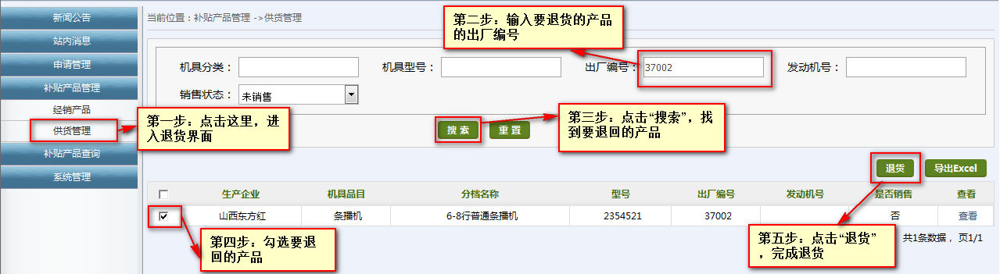 新闻公告
站内消息
申请管理
补贴产品管理
经销产品
供货管理
补贴产品查询
系统管理
当前位置：补贴产品管理 ->供货管理
第二步：输入要退货的产品
的出厂编号
机具分类：
机具型号：
出厂编号：
37002
发动机号：
销售状态：
未销售
第一步：点击这里，进
入退货界面
搜 索
重 置
第三步：点击“搜索”，找
到要退回的产品
退货
导出Excel
生产企业 机具品目 分档名称 型号 出厂编号 发动机号 是否销售 查看
山西东方红 条播机 6-8行普通条播机 2354521 37002 否 查看
第四步：勾选要退
回的产品
第五步：点击“退货”
，完成退货
共1条数据 ，页1/1